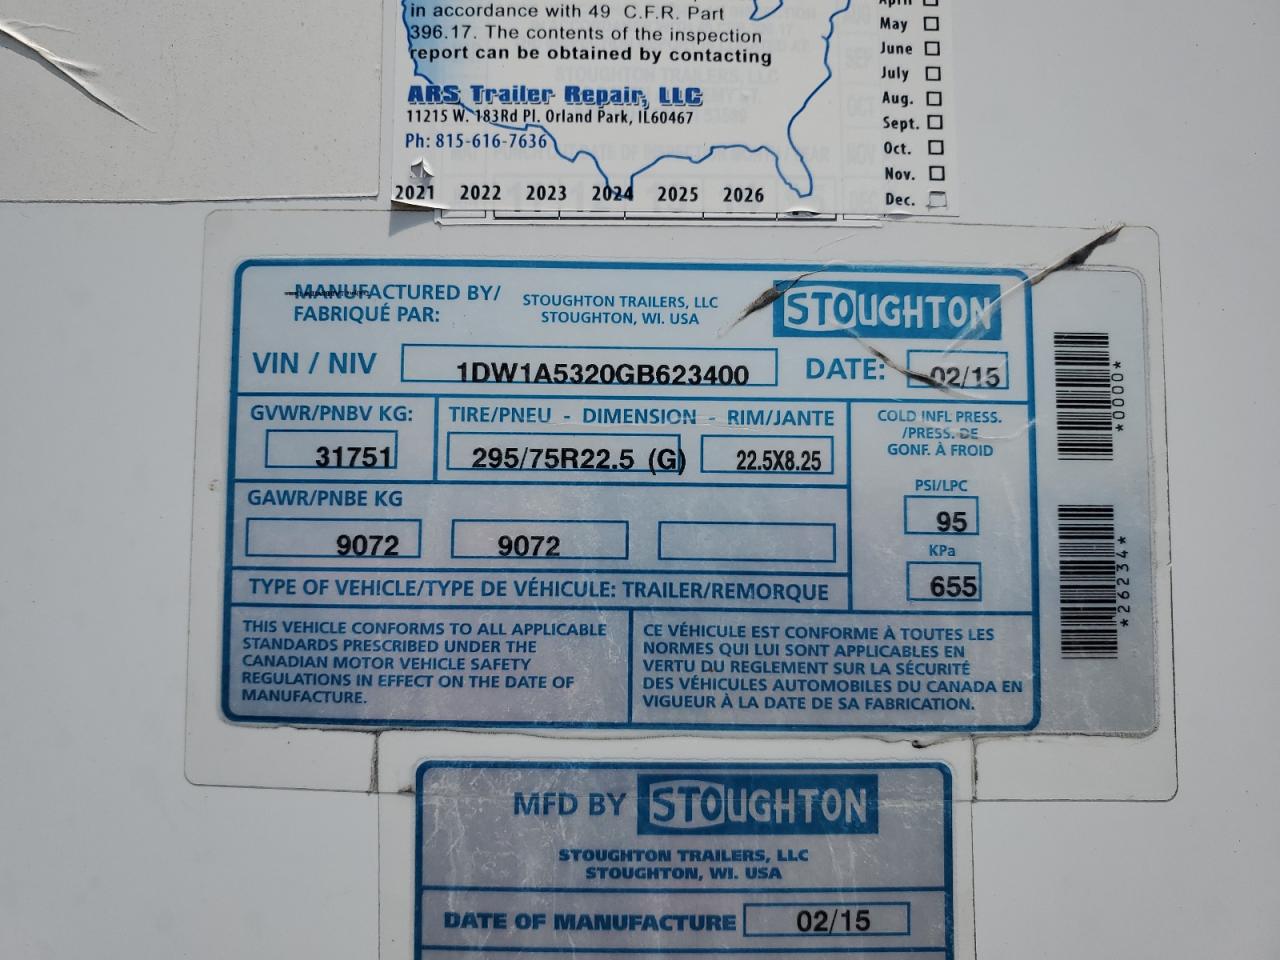 in accordance with 49 C.F.R. Part
396.17. The contents of the inspection
report can be obtained by contacting
ARS Trailer Repair, LLC
11215 W. 183Rd Pl. Orland Park, IL60467
Ph: 815-616-7636
2021 2022 2023 2024 2025 2026
April
May
June
July
Aug.
Sept.
Oct.
Nov.
Dec.
MANUFACTURED BY/
FABRIQUÉ PAR:
STOUGHTON TRAILERS, LLC
STOUGHTON, WI. USA
STOUGHTON
VIN / NIV 1DW1A5320GB623400 DATE: 02/15
GVWR/PNBV KG: 31751
TIRE/PNEU - DIMENSION - RIM/JANTE
295/75R22.5 (G) 22.5X8.25
COLD INFL PRESS.
/PRESS. DE
GONF. À FROID
PSI/LPC
95
KPa
655
GAWR/PNBE KG
9072 9072
TYPE OF VEHICLE/TYPE DE VÉHICULE: TRAILER/REMORQUE
THIS VEHICLE CONFORMS TO ALL APPLICABLE
STANDARDS PRESCRIBED UNDER THE
CANADIAN MOTOR VEHICLE SAFETY
REGULATIONS IN EFFECT ON THE DATE OF
MANUFACTURE.
CE VÉHICULE EST CONFORME À TOUTES LES
NORMES QUI LUI SONT APPLICABLES EN
VERTU DU REGLEMENT SUR LA SÉCURITÉ
DES VÉHICULES AUTOMOBILES DU CANADA EN
VIGUEUR À LA DATE DE SA FABRICATION.
*0000*
*26234*
MFD BY STOUGHTON
STOUGHTON TRAILERS, LLC
STOUGHTON, WI. USA
DATE OF MANUFACTURE 02/15